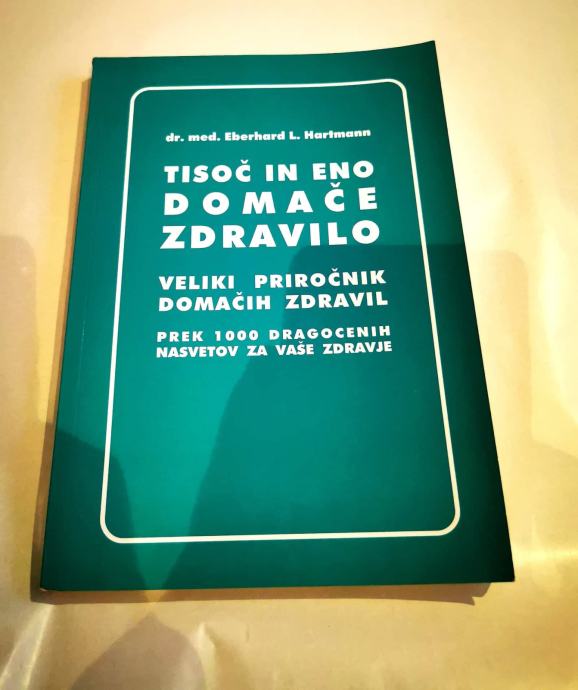 dr. med. Eberhard L. Hartmann
TISOČ IN ENO
DOMAČE
ZDRAVILO
VELIKI PRIROČNIK
DOMAČIH ZDRAVIL
PREK 1000 DRAGOCENIH
NASVETOV ZA VAŠE ZDRAVJE